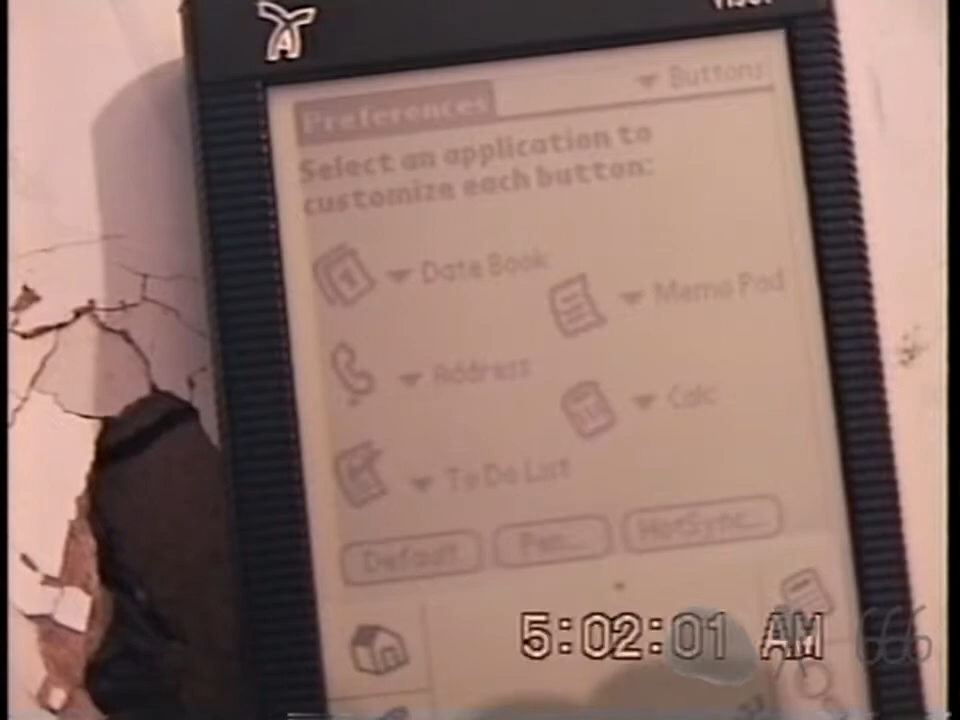 Preferences
Buttons
Select an application to
customize each button:
Date Book
Memo Pad
Address
Calc
To Do List
Default
Pen...
HotSync...
5:02:01 AM
666